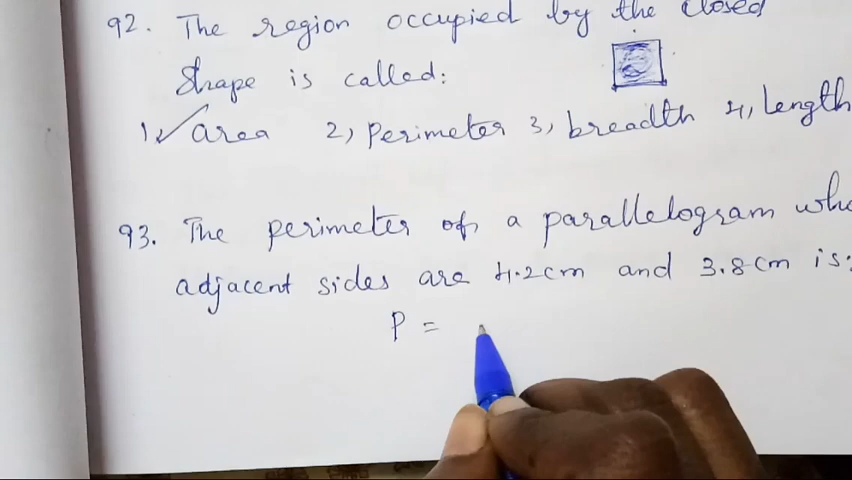 92. The region occupied by the closed
shape is called:
1, ✓ area 2, perimeter 3, breadth 4, length
93. The perimeter of a parallelogram who
adjacent sides are 4.2cm and 3.8cm is:
P =